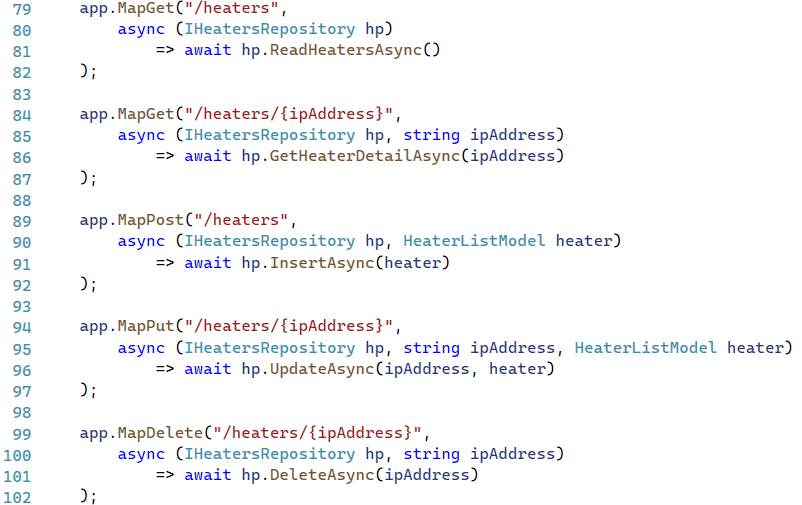 79 app.MapGet("/heaters",
80 async (IHeatersRepository hp)
81 => await hp.ReadHeatersAsync()
82 );
83
84 app.MapGet("/heaters/{ipAddress}",
85 async (IHeatersRepository hp, string ipAddress)
86 => await hp.GetHeaterDetailAsync(ipAddress)
87 );
88
89 app.MapPost("/heaters",
90 async (IHeatersRepository hp, HeaterListModel heater)
91 => await hp.InsertAsync(heater)
92 );
93
94 app.MapPut("/heaters/{ipAddress}",
95 async (IHeatersRepository hp, string ipAddress, HeaterListModel heater)
96 => await hp.UpdateAsync(ipAddress, heater)
97 );
98
99 app.MapDelete("/heaters/{ipAddress}",
100 async (IHeatersRepository hp, string ipAddress)
101 => await hp.DeleteAsync(ipAddress)
102 );